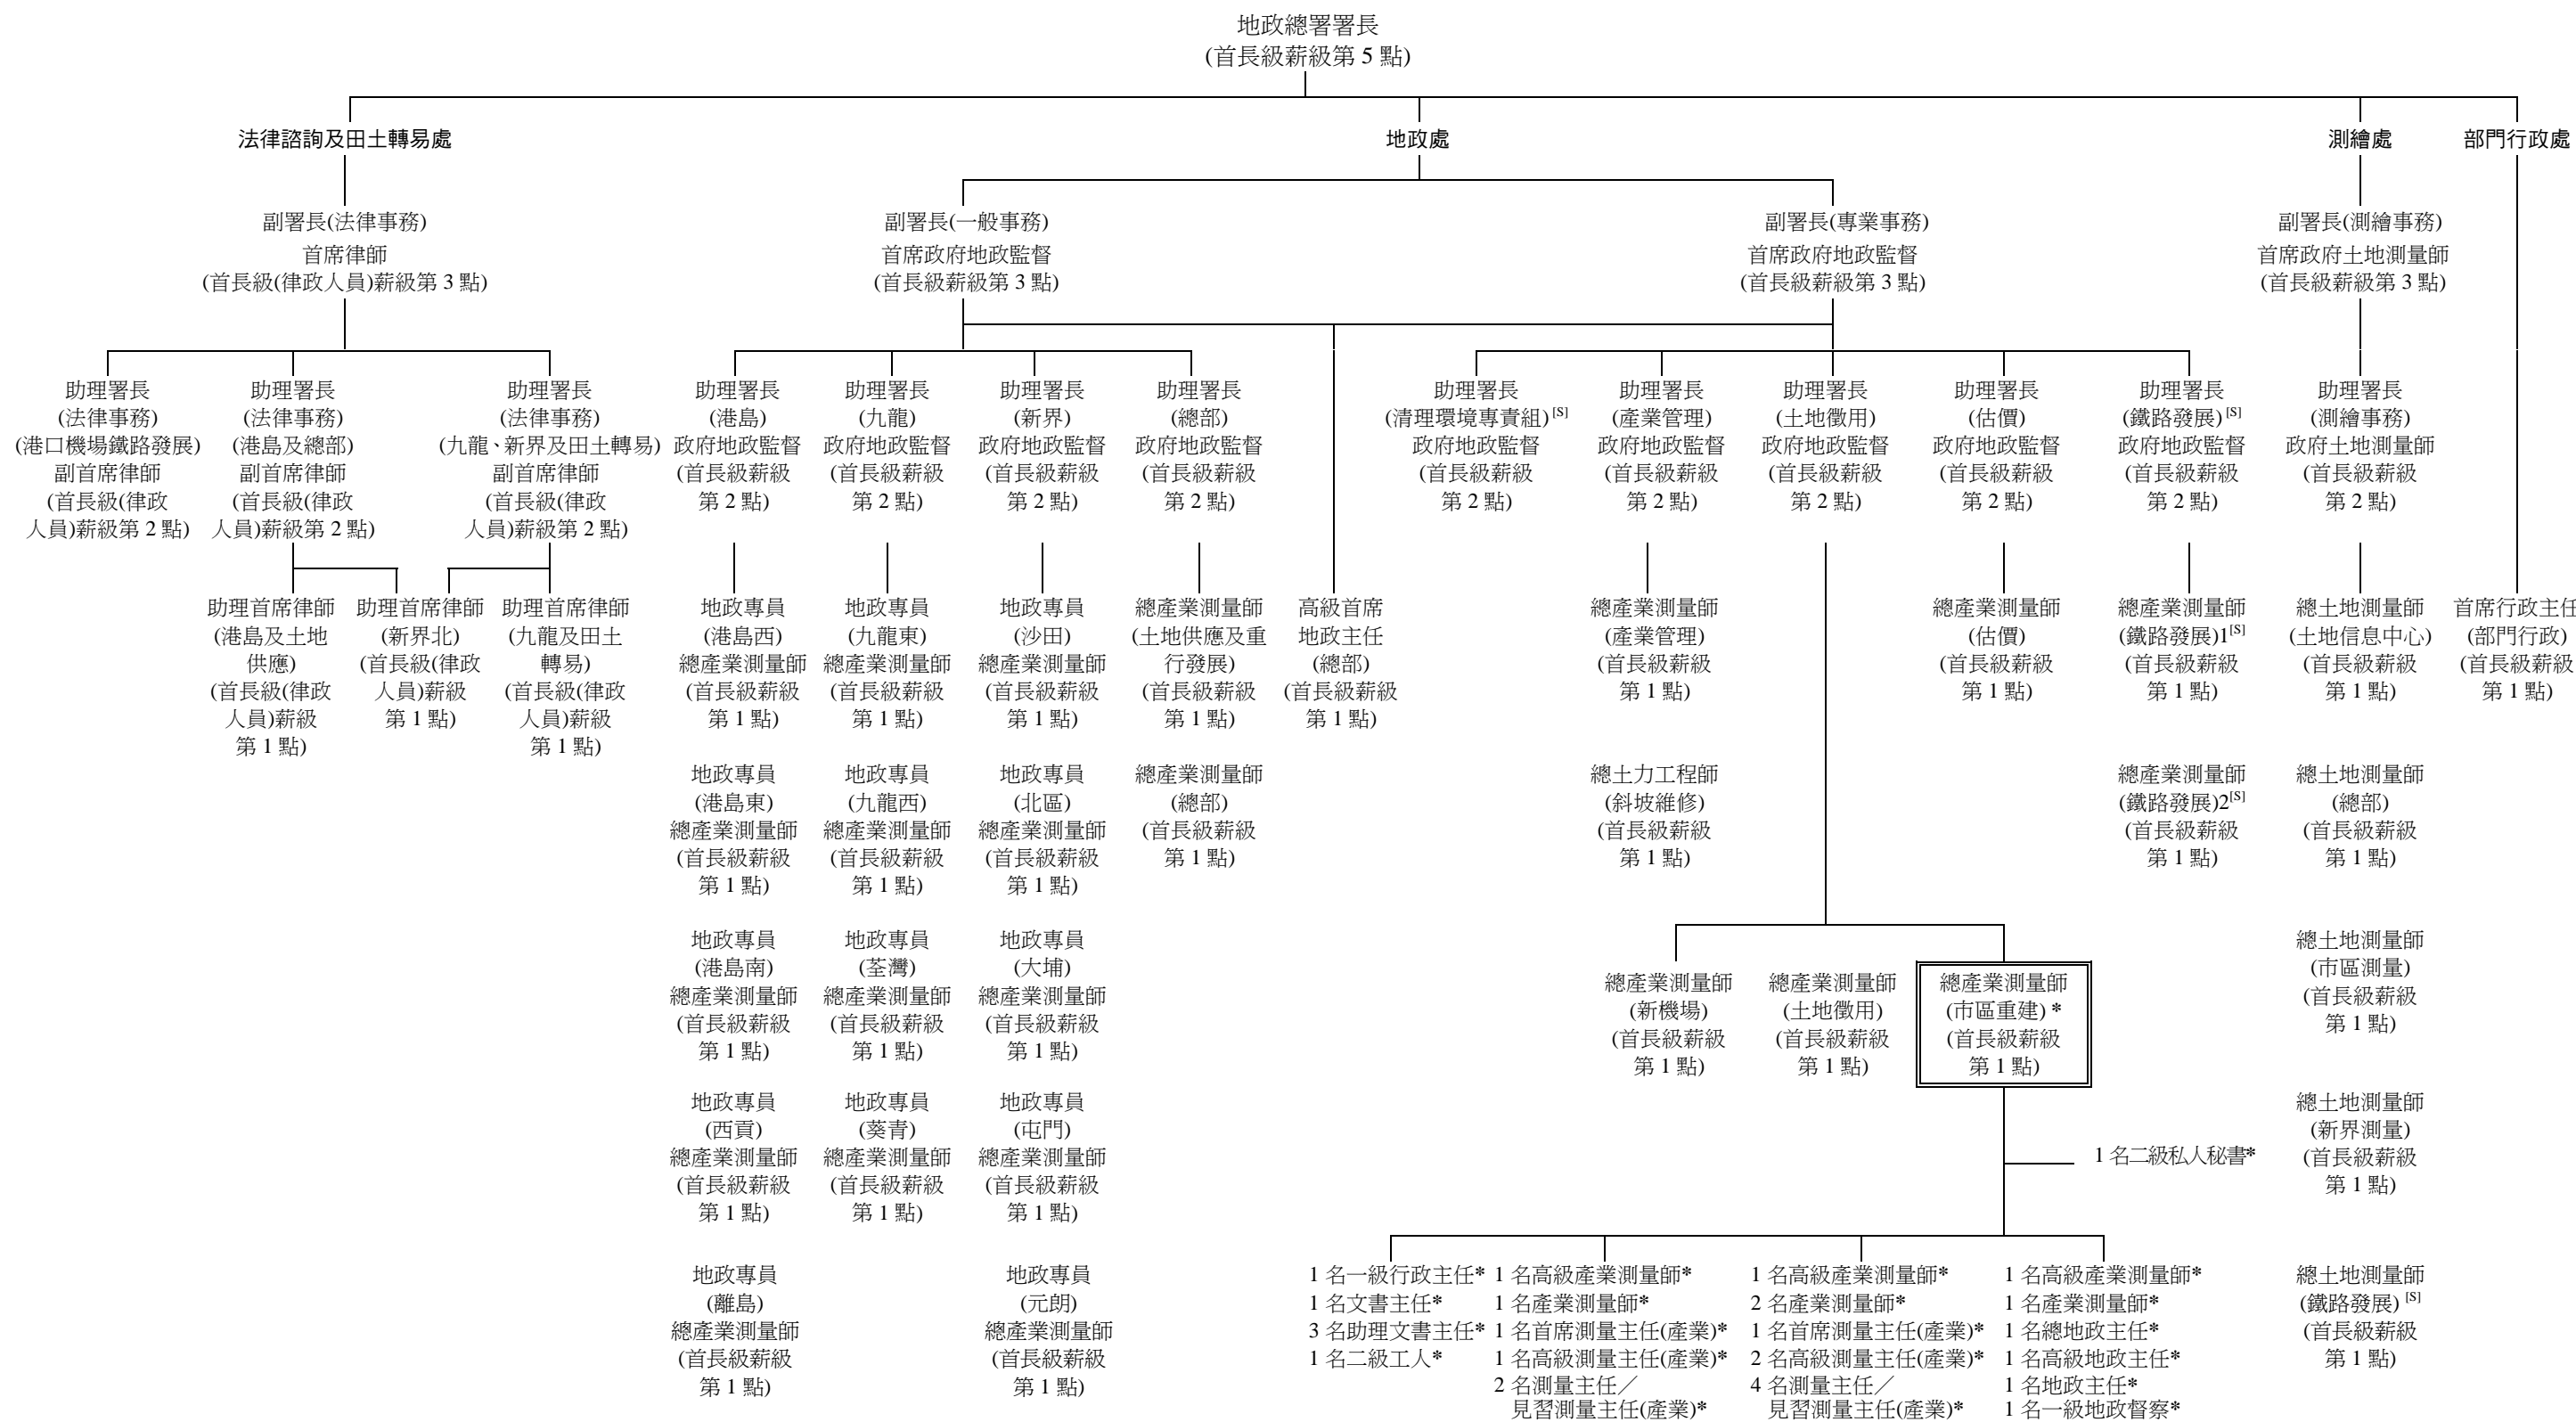 地政總署署長
(首長級薪級第 5 點)
法律諮詢及田土轉易處
地政處
測繪處
部門行政處
副署長(法律事務)
首席律師
(首長級(律政人員)薪級第 3 點)
副署長(一般事務)
首席政府地政監督
(首長級薪級第 3 點)
副署長(專業事務)
首席政府地政監督
(首長級薪級第 3 點)
副署長(測繪事務)
首席政府土地測量師
(首長級薪級第 3 點)
助理署長
(法律事務)
(港口機場鐵路發展)
副首席律師
(首長級(律政
人員)薪級第 2 點)
助理署長
(法律事務)
(港島及總部)
副首席律師
(首長級(律政
人員)薪級第 2 點)
助理署長
(法律事務)
(九龍、新界及田土轉易)
副首席律師
(首長級(律政
人員)薪級第 2 點)
助理署長
(港島)
政府地政監督
(首長級薪級
第 2 點)
助理署長
(九龍)
政府地政監督
(首長級薪級
第 2 點)
助理署長
(新界)
政府地政監督
(首長級薪級
第 2 點)
助理署長
(總部)
政府地政監督
(首長級薪級
第 2 點)
助理署長
(清理環境專責組) [S]
政府地政監督
(首長級薪級
第 2 點)
助理署長
(產業管理)
政府地政監督
(首長級薪級
第 2 點)
助理署長
(土地徵用)
政府地政監督
(首長級薪級
第 2 點)
助理署長
(估價)
政府地政監督
(首長級薪級
第 2 點)
助理署長
(鐵路發展) [S]
政府地政監督
(首長級薪級
第 2 點)
助理署長
(測繪事務)
政府土地測量師
(首長級薪級
第 2 點)
助理首席律師
(港島及土地
供應)
(首長級(律政
人員)薪級
第 1 點)
助理首席律師
(新界北)
(首長級(律政
人員)薪級
第 1 點)
助理首席律師
(九龍及田土
轉易)
(首長級(律政
人員)薪級
第 1 點)
地政專員
(港島西)
總產業測量師
(首長級薪級
第 1 點)
地政專員
(九龍東)
總產業測量師
(首長級薪級
第 1 點)
地政專員
(沙田)
總產業測量師
(首長級薪級
第 1 點)
總產業測量師
(土地供應及重
行發展)
(首長級薪級
第 1 點)
高級首席
地政主任
(總部)
(首長級薪級
第 1 點)
總產業測量師
(產業管理)
(首長級薪級
第 1 點)
總產業測量師
(估價)
(首長級薪級
第 1 點)
總產業測量師
(鐵路發展)1[S]
(首長級薪級
第 1 點)
總土地測量師
(土地信息中心)
(首長級薪級
第 1 點)
首席行政主任
(部門行政)
(首長級薪級
第 1 點)
地政專員
(港島東)
總產業測量師
(首長級薪級
第 1 點)
地政專員
(九龍西)
總產業測量師
(首長級薪級
第 1 點)
地政專員
(北區)
總產業測量師
(首長級薪級
第 1 點)
總產業測量師
(總部)
(首長級薪級
第 1 點)
總土力工程師
(斜坡維修)
(首長級薪級
第 1 點)
總產業測量師
(鐵路發展)2[S]
(首長級薪級
第 1 點)
總土地測量師
(總部)
(首長級薪級
第 1 點)
地政專員
(港島南)
總產業測量師
(首長級薪級
第 1 點)
地政專員
(荃灣)
總產業測量師
(首長級薪級
第 1 點)
地政專員
(大埔)
總產業測量師
(首長級薪級
第 1 點)
總產業測量師
(新機場)
(首長級薪級
第 1 點)
總產業測量師
(土地徵用)
(首長級薪級
第 1 點)
總產業測量師
(市區重建) *
(首長級薪級
第 1 點)
總土地測量師
(市區測量)
(首長級薪級
第 1 點)
地政專員
(西貢)
總產業測量師
(首長級薪級
第 1 點)
地政專員
(葵青)
總產業測量師
(首長級薪級
第 1 點)
地政專員
(屯門)
總產業測量師
(首長級薪級
第 1 點)
1 名二級私人秘書*
總土地測量師
(新界測量)
(首長級薪級
第 1 點)
地政專員
(離島)
總產業測量師
(首長級薪級
第 1 點)
地政專員
(元朗)
總產業測量師
(首長級薪級
第 1 點)
1 名一級行政主任*
1 名文書主任*
3 名助理文書主任*
1 名二級工人*
1 名高級產業測量師*
1 名產業測量師*
1 名首席測量主任(產業)*
1 名高級測量主任(產業)*
2 名測量主任／
見習測量主任(產業)*
1 名高級產業測量師*
2 名產業測量師*
1 名首席測量主任(產業)*
2 名高級測量主任(產業)*
4 名測量主任／
見習測量主任(產業)*
1 名高級產業測量師*
1 名產業測量師*
1 名總地政主任*
1 名高級地政主任*
1 名地政主任*
1 名一級地政督察*
總土地測量師
(鐵路發展) [S]
(首長級薪級
第 1 點)